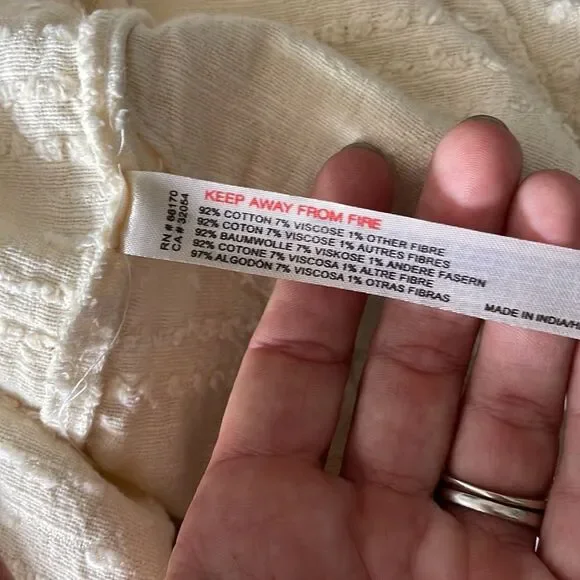 RN # 66170
CA # 32054
KEEP AWAY FROM FIRE
92% COTTON 7% VISCOSE 1% OTHER FIBRE
92% COTON 7% VISCOSE 1% AUTRES FIBRES
92% BAUMWOLLE 7% VISKOSE 1% ANDERE FASERN
92% COTONE 7% VISCOSA 1% ALTRE FIBRE
97% ALGODÓN 7% VISCOSA 1% OTRAS FIBRAS
MADE IN INDIA/